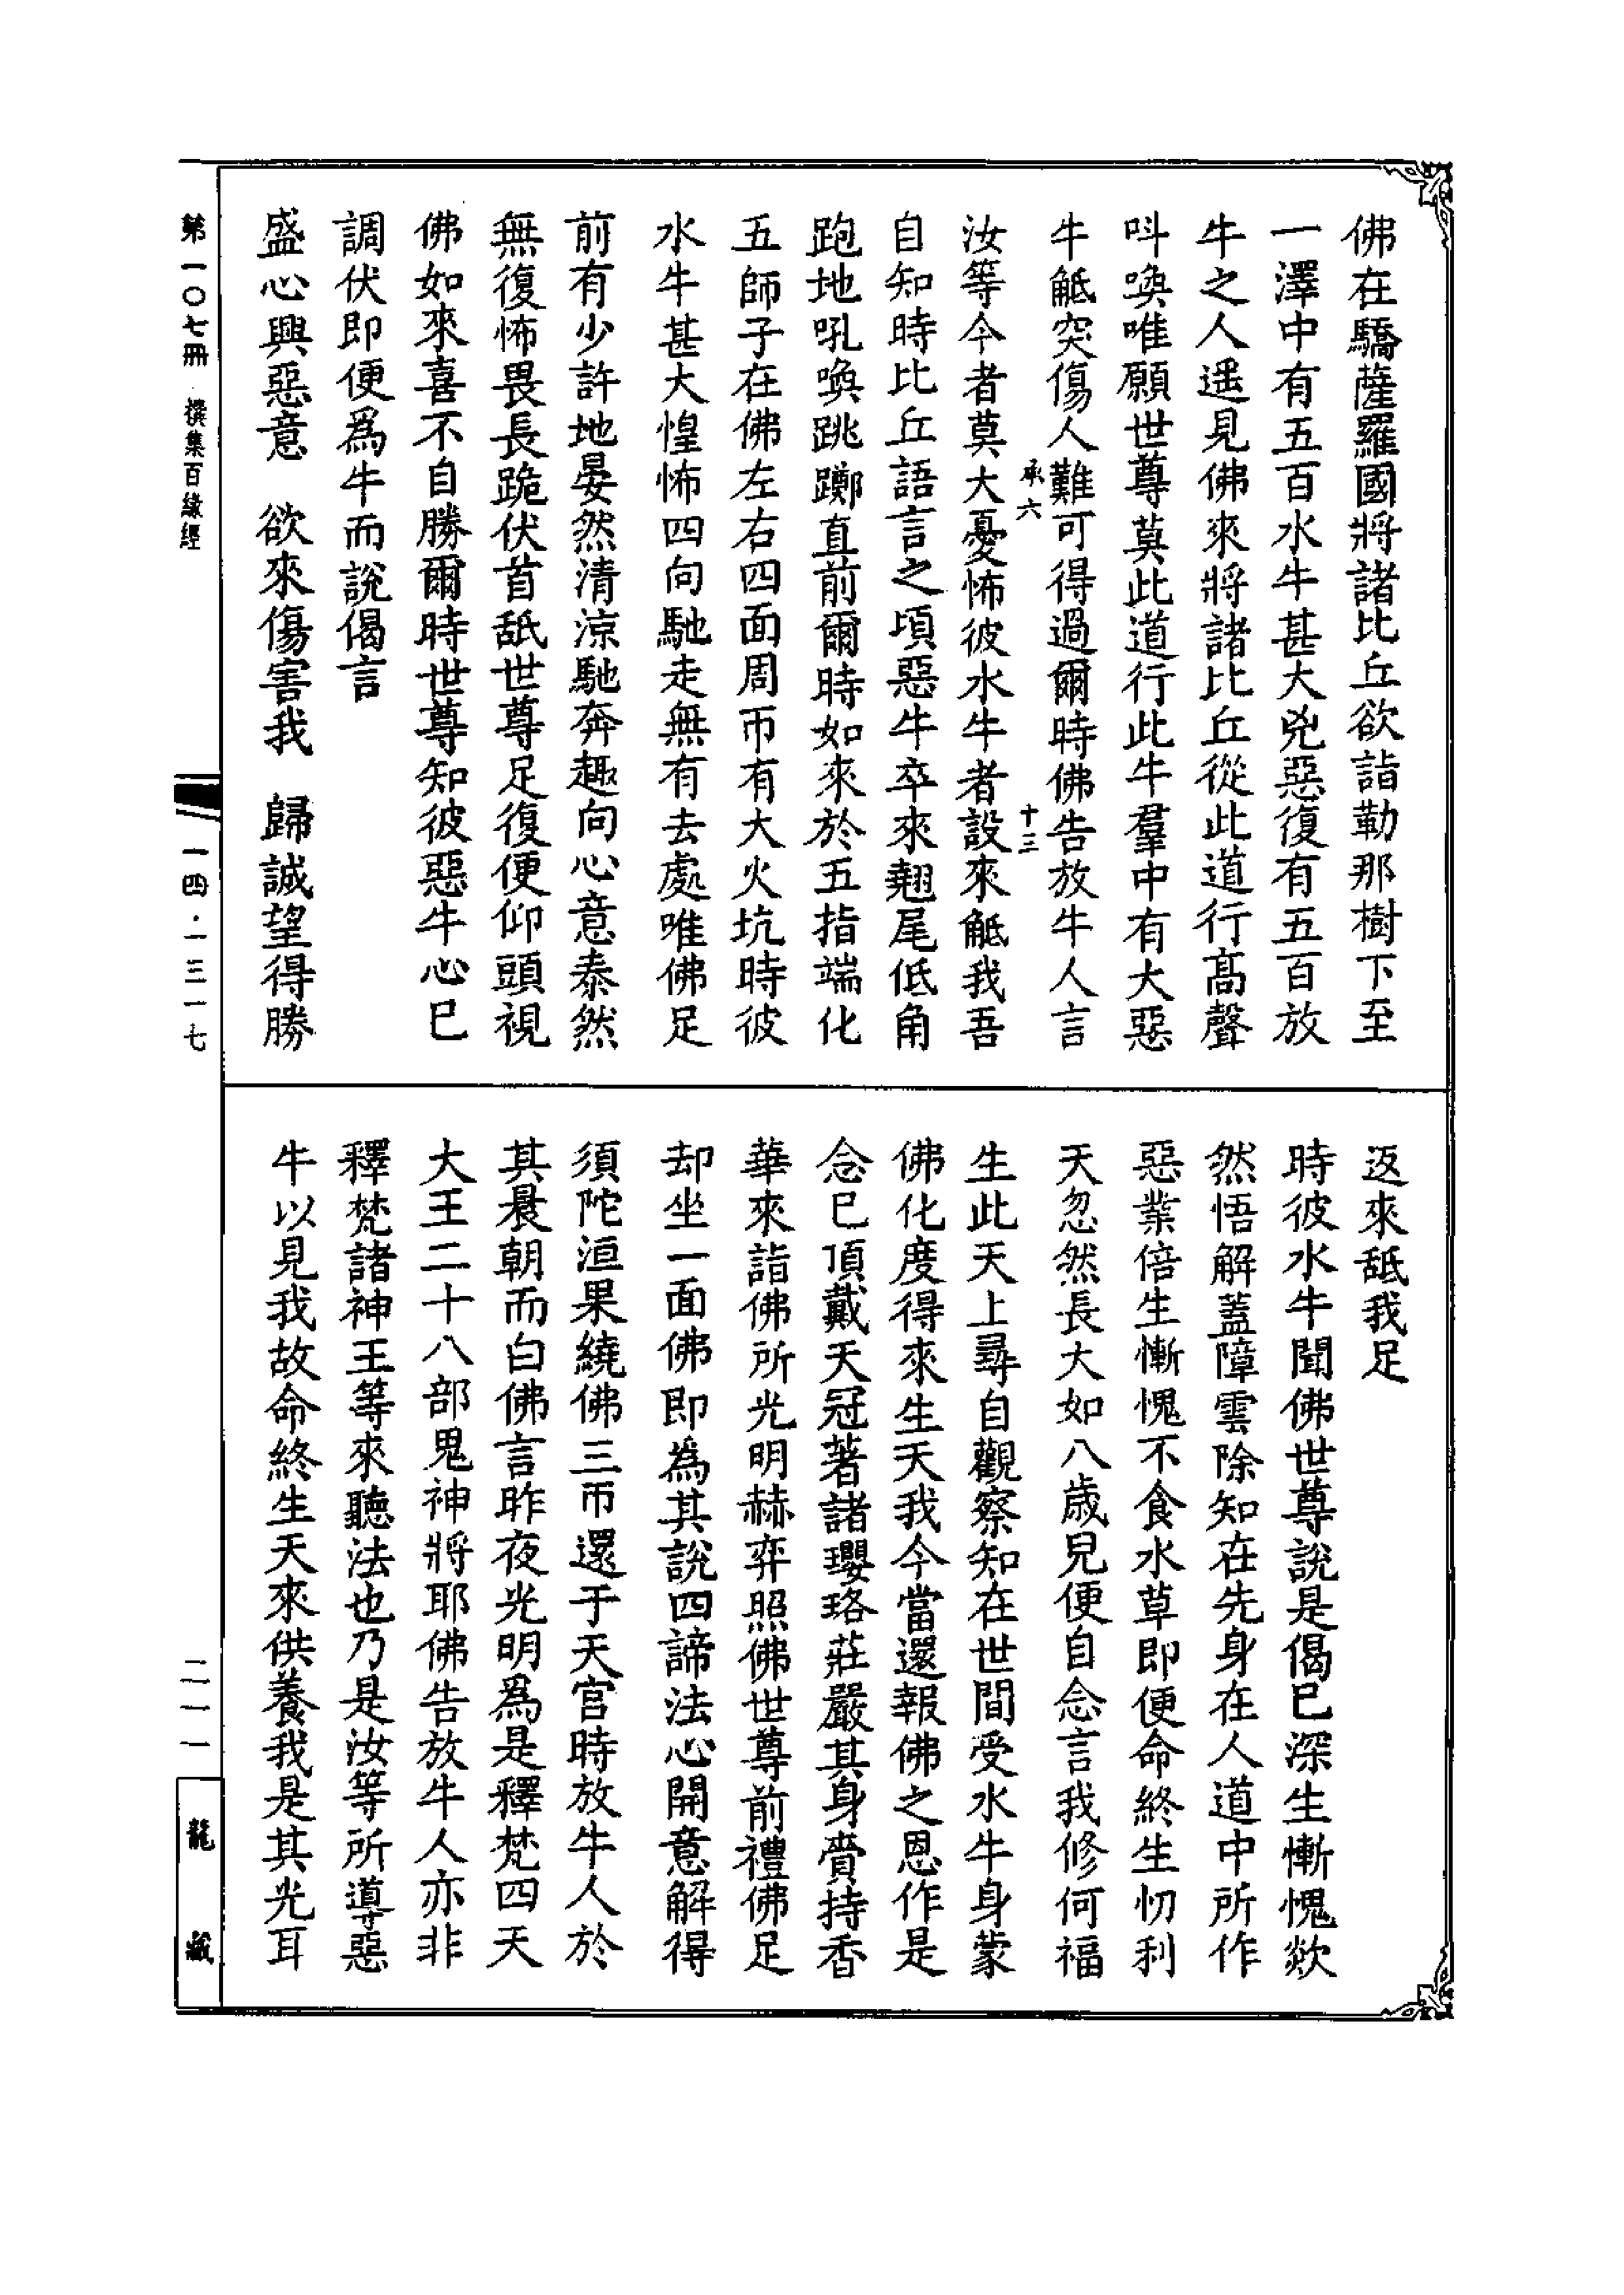 佛在驕薩羅國將諸比丘欲詣勒那樹下至
一澤中有五百水牛甚大兇惡復有五百放
牛之人遥見佛來將諸比丘從此道行髙聲
呌喚唯願世尊莫此道行此牛羣中有大惡
牛觝突傷人難可得過爾時佛告放牛人言
承六
十三
汝等今者莫大憂怖彼水牛者設來觝我吾
自知時比丘語言之頃惡牛卒來翹尾低角
跑地吼喚跳躑直前爾時如來於五指端化
五師子在佛左右四面周帀有大火坑時彼
水牛甚大惶怖四向馳走無有去處唯佛足
前有少許地晏然清涼馳奔趣向心意泰然
無復怖畏長跪伏首舐世尊足復便仰頭視
佛如來喜不自勝爾時世尊知彼惡牛心已
調伏即便爲牛而說偈言
盛心興惡意　欲來傷害我　歸誠望得勝
返來舐我足
時彼水牛聞佛世尊說是偈已深生慚愧欻
然悟解蓋障雲除知在先身在人道中所作
惡業倍生慚愧不食水草即便命終生忉利
天忽然長大如八歲兒便自念言我修何福
生此天上尋自觀察知在世間受水牛身蒙
佛化度得來生天我今當還報佛之恩作是
念已頂戴天冠著諸瓔珞莊嚴其身賫持香
華來詣佛所光明赫弈照佛世尊前禮佛足
却坐一面佛即爲其說四諦法心開意解得
須陀洹果繞佛三帀還于天宮時放牛人於
其晨朝而白佛言昨夜光明爲是釋梵四天
大王二十八部鬼神將耶佛告放牛人亦非
釋梵諸神王等來聽法也乃是汝等所導惡
牛以見我故命終生天來供養我是其光耳
第一〇七冊　撰集百緣經
一四·一三一七
二一一
龍藏